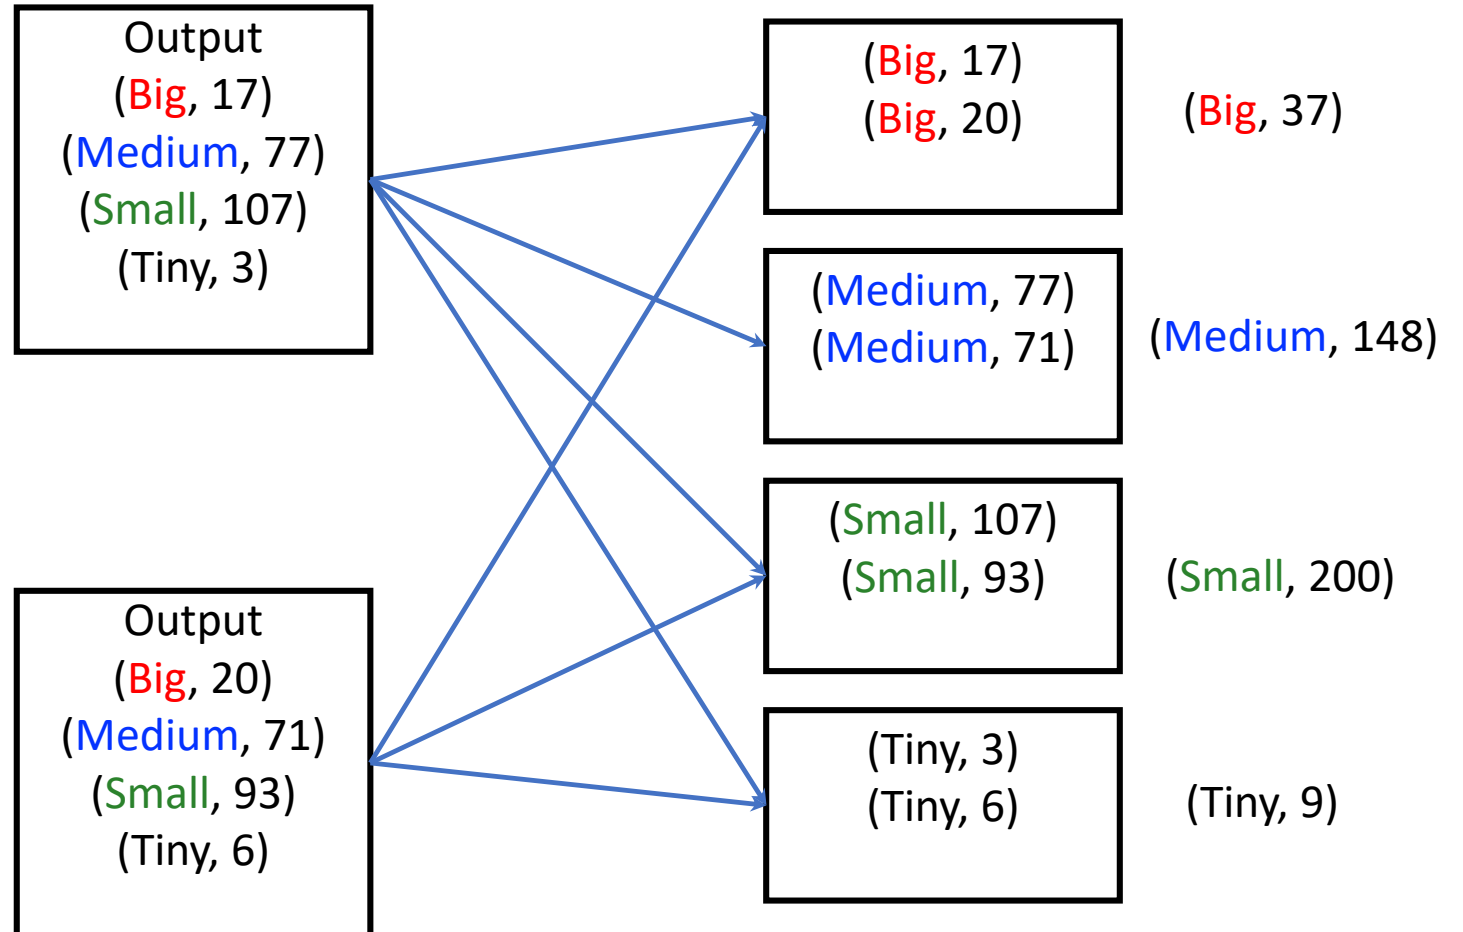 Output
(Big, 17)
(Medium, 77)
(Small, 107)
(Tiny, 3)
Output
(Big, 20)
(Medium, 71)
(Small, 93)
(Tiny, 6)
(Big, 17)
(Big, 20)
(Big, 37)
(Medium, 77)
(Medium, 71)
(Medium, 148)
(Small, 107)
(Small, 93)
(Small, 200)
(Tiny, 3)
(Tiny, 6)
(Tiny, 9)